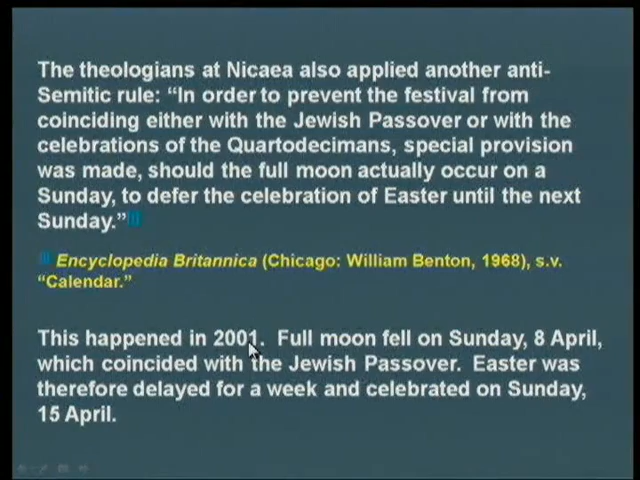 The theologians at Nicaea also applied another anti-
Semitic rule: “In order to prevent the festival from
coinciding either with the Jewish Passover or with the
celebrations of the Quartodecimans, special provision
was made, should the full moon actually occur on a
Sunday, to defer the celebration of Easter until the next
Sunday.”
Encyclopedia Britannica (Chicago: William Benton, 1968), s.v.
“Calendar.”
This happened in 2001. Full moon fell on Sunday, 8 April,
which coincided with the Jewish Passover. Easter was
therefore delayed for a week and celebrated on Sunday,
15 April.